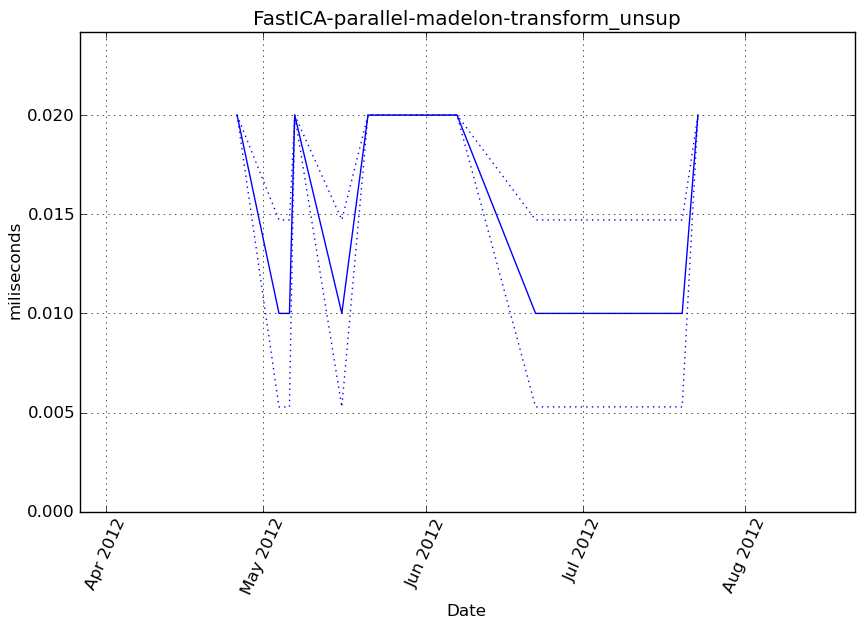 FastICA-parallel-madelon-transform_unsup
miliseconds
0.020
0.015
0.010
0.005
0.000
Apr 2012
May 2012
Jun 2012
Jul 2012
Aug 2012
Date